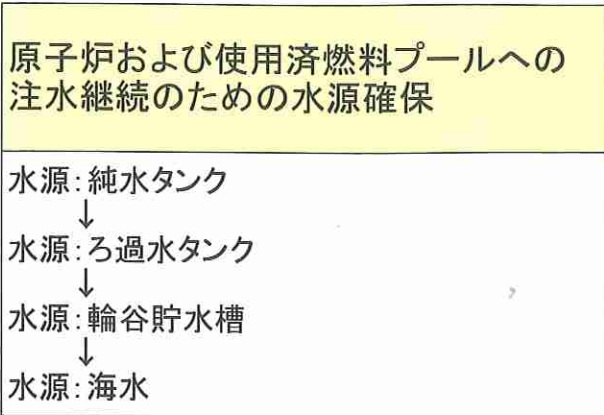 原子炉および使用済燃料プールへの
注水継続のための水源確保
水源:純水タンク
↓
水源:ろ過水タンク
↓
水源:輪谷貯水槽
↓
水源:海水